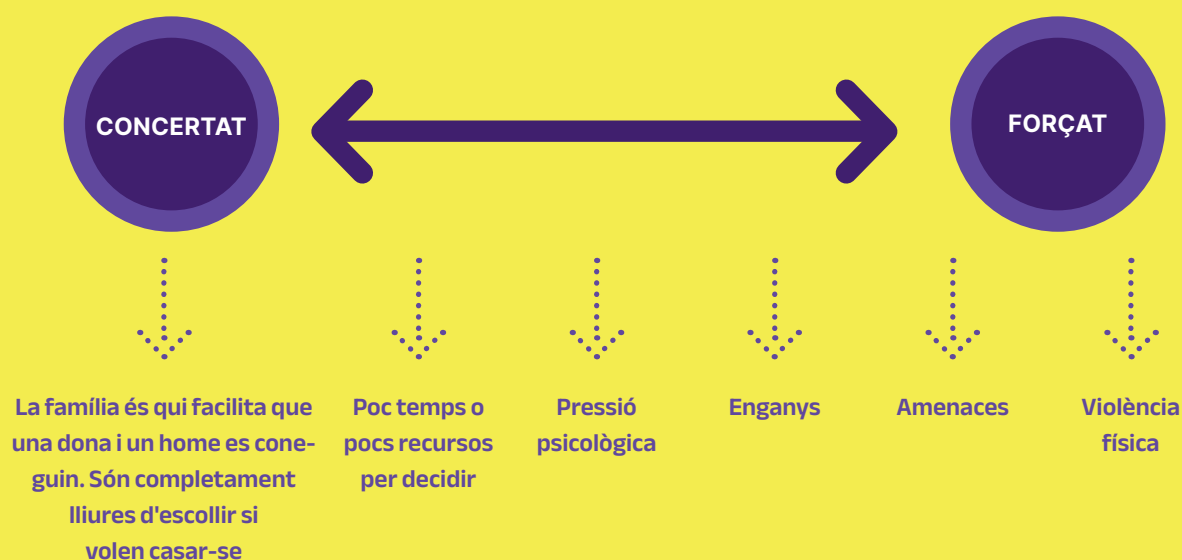 CONCERTAT
FORÇAT
La família és qui facilita que
una dona i un home es cone-
guin. Són completament
lliures d'escollir si
volen casar-se
Poc temps o
pocs recursos
per decidir
Pressió
psicològica
Enganys
Amenaces
Violència
física